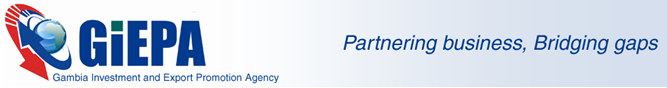 GiEPA
Gambia Investment and Export Promotion Agency
Partnering business, Bridging gaps